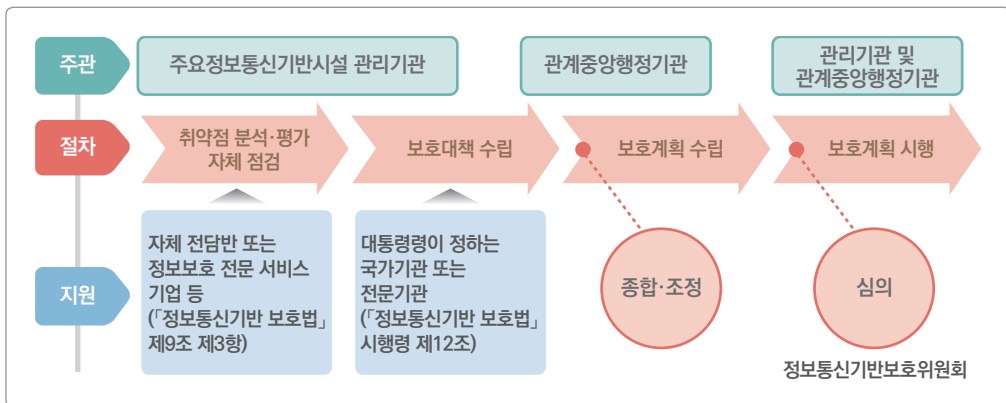 주관
주요정보통신기반시설 관리기관
관계중앙행정기관
관리기관 및
관계중앙행정기관
절차
취약점 분석·평가
자체 점검
보호대책 수립
보호계획 수립
보호계획 시행
지원
자체 전담반 또는
정보보호 전문 서비스
기업 등
(「정보통신기반 보호법」
제9조 제3항)
대통령령이 정하는
국가기관 또는
전문기관
(「정보통신기반 보호법」
시행령 제12조)
종합·조정
심의
정보통신기반보호위원회